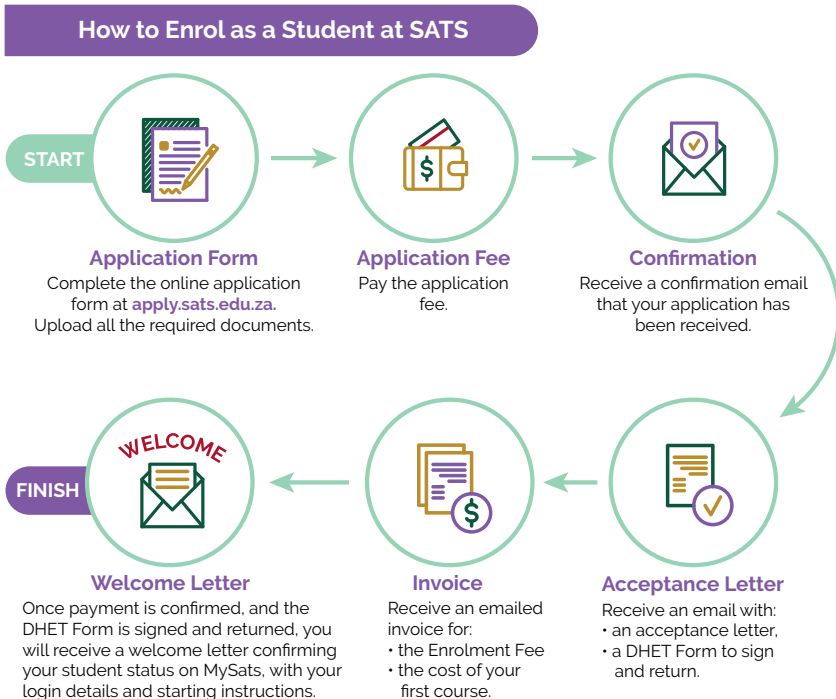 How to Enrol as a Student at SATS
START
Application Form
Complete the online application
form at apply.sats.edu.za.
Upload all the required documents.
$
Application Fee
Pay the application
fee.
Confirmation
Receive a confirmation email
that your application has
been received.
Acceptance Letter
Receive an email with:
• an acceptance letter,
• a DHET Form to sign
and return.
$
Invoice
Receive an emailed
invoice for:
• the Enrolment Fee
• the cost of your
first course.
FINISH
WELCOME
Welcome Letter
Once payment is confirmed, and the
DHET Form is signed and returned, you
will receive a welcome letter confirming
your student status on MySats, with your
login details and starting instructions.